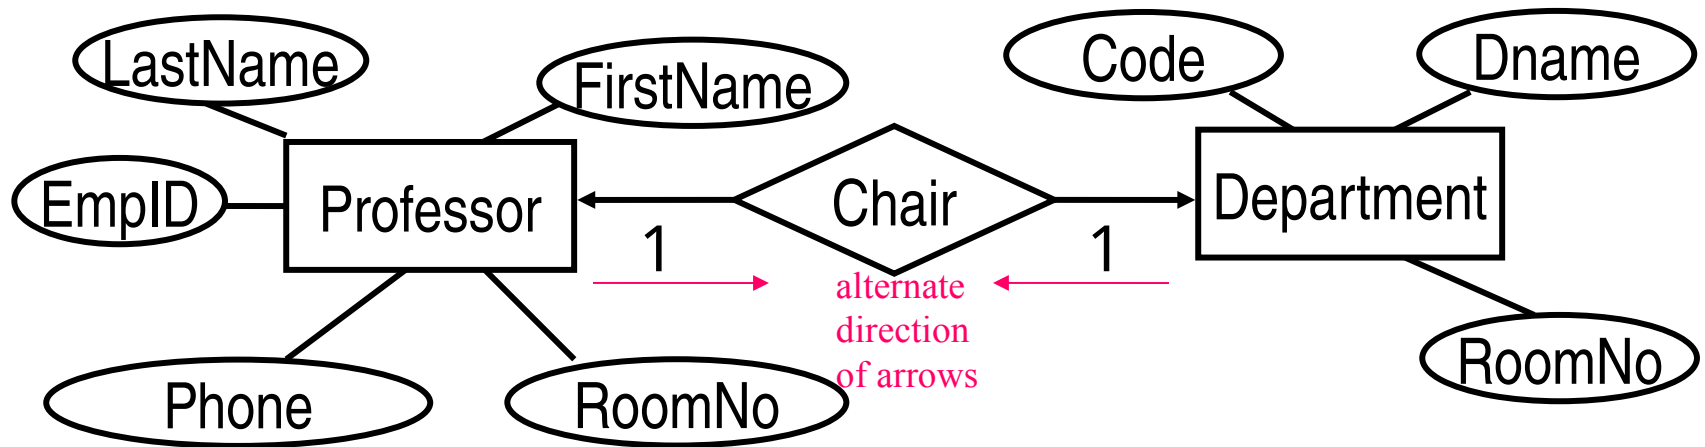 LastName
FirstName
Code
Dname
EmpID
Professor
Chair
Department
1
1
alternate
direction
of arrows
Phone
RoomNo
RoomNo